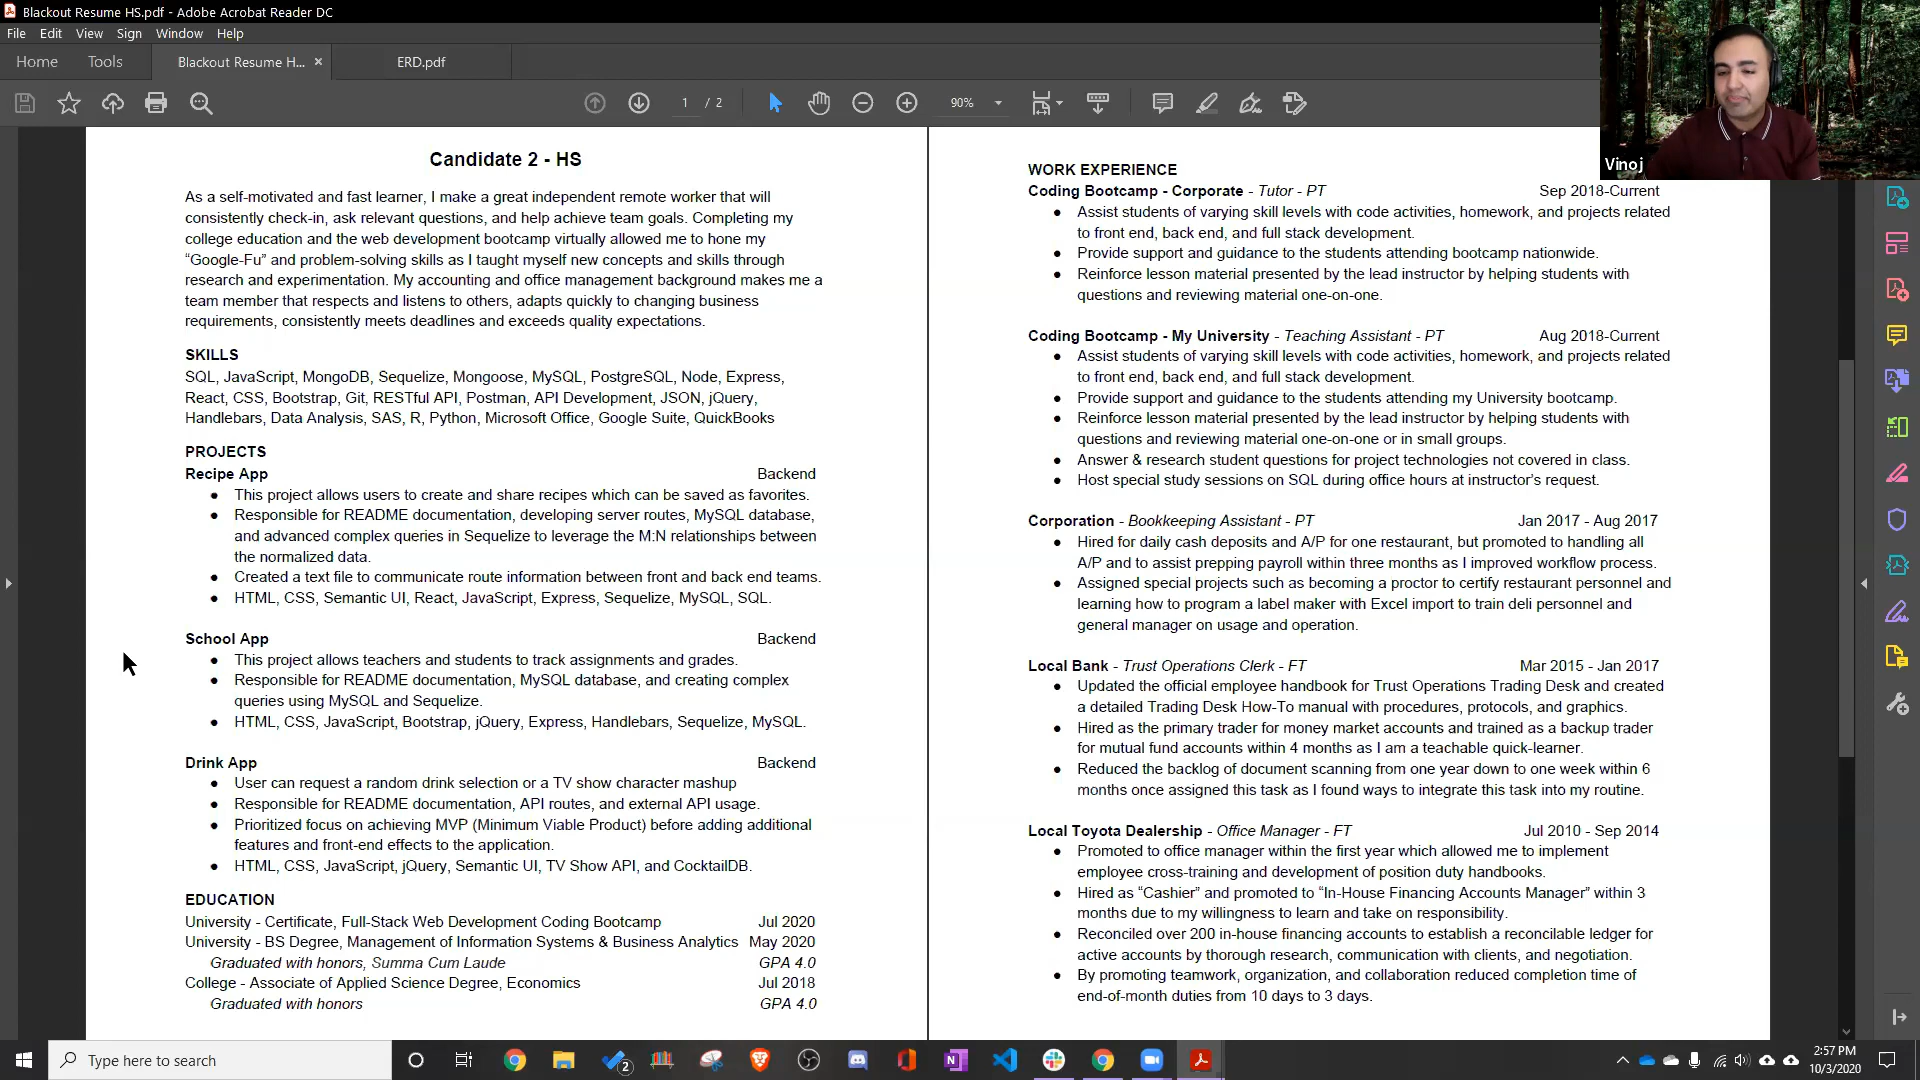 Blackout Resume HS.pdf - Adobe Acrobat Reader DC
File Edit View Sign Window Help
Home Tools Blackout Resume H... × ERD.pdf
1 / 2 90%
Vinoj
Candidate 2 - HS
As a self-motivated and fast learner, I make a great independent remote worker that will
consistently check-in, ask relevant questions, and help achieve team goals. Completing my
college education and the web development bootcamp virtually allowed me to hone my
“Google-Fu” and problem-solving skills as I taught myself new concepts and skills through
research and experimentation. My accounting and office management background makes me a
team member that respects and listens to others, adapts quickly to changing business
requirements, consistently meets deadlines and exceeds quality expectations.
SKILLS
SQL, JavaScript, MongoDB, Sequelize, Mongoose, MySQL, PostgreSQL, Node, Express,
React, CSS, Bootstrap, Git, RESTful API, Postman, API Development, JSON, jQuery,
Handlebars, Data Analysis, SAS, R, Python, Microsoft Office, Google Suite, QuickBooks
PROJECTS
Recipe App Backend
● This project allows users to create and share recipes which can be saved as favorites.
● Responsible for README documentation, developing server routes, MySQL database,
and advanced complex queries in Sequelize to leverage the M:N relationships between
the normalized data.
● Created a text file to communicate route information between front and back end teams.
● HTML, CSS, Semantic UI, React, JavaScript, Express, Sequelize, MySQL, SQL.
School App Backend
● This project allows teachers and students to track assignments and grades.
● Responsible for README documentation, MySQL database, and creating complex
queries using MySQL and Sequelize.
● HTML, CSS, JavaScript, Bootstrap, jQuery, Express, Handlebars, Sequelize, MySQL.
Drink App Backend
● User can request a random drink selection or a TV show character mashup
● Responsible for README documentation, API routes, and external API usage.
● Prioritized focus on achieving MVP (Minimum Viable Product) before adding additional
features and front-end effects to the application.
● HTML, CSS, JavaScript, jQuery, Semantic UI, TV Show API, and CocktailDB.
EDUCATION
University - Certificate, Full-Stack Web Development Coding Bootcamp Jul 2020
University - BS Degree, Management of Information Systems & Business Analytics May 2020
Graduated with honors, Summa Cum Laude GPA 4.0
College - Associate of Applied Science Degree, Economics Jul 2018
Graduated with honors GPA 4.0
WORK EXPERIENCE
Coding Bootcamp - Corporate - Tutor - PT Sep 2018-Current
● Assist students of varying skill levels with code activities, homework, and projects related
to front end, back end, and full stack development.
● Provide support and guidance to the students attending bootcamp nationwide.
● Reinforce lesson material presented by the lead instructor by helping students with
questions and reviewing material one-on-one.
Coding Bootcamp - My University - Teaching Assistant - PT Aug 2018-Current
● Assist students of varying skill levels with code activities, homework, and projects related
to front end, back end, and full stack development.
● Provide support and guidance to the students attending my University bootcamp.
● Reinforce lesson material presented by the lead instructor by helping students with
questions and reviewing material one-on-one or in small groups.
● Answer & research student questions for project technologies not covered in class.
● Host special study sessions on SQL during office hours at instructor’s request.
Corporation - Bookkeeping Assistant - PT Jan 2017 - Aug 2017
● Hired for daily cash deposits and A/P for one restaurant, but promoted to handling all
A/P and to assist prepping payroll within three months as I improved workflow process.
● Assigned special projects such as becoming a proctor to certify restaurant personnel and
learning how to program a label maker with Excel import to train deli personnel and
general manager on usage and operation.
Local Bank - Trust Operations Clerk - FT Mar 2015 - Jan 2017
● Updated the official employee handbook for Trust Operations Trading Desk and created
a detailed Trading Desk How-To manual with procedures, protocols, and graphics.
● Hired as the primary trader for money market accounts and trained as a backup trader
for mutual fund accounts within 4 months as I am a teachable quick-learner.
● Reduced the backlog of document scanning from one year down to one week within 6
months once assigned this task as I found ways to integrate this task into my routine.
Local Toyota Dealership - Office Manager - FT Jul 2010 - Sep 2014
● Promoted to office manager within the first year which allowed me to implement
employee cross-training and development of position duty handbooks.
● Hired as “Cashier” and promoted to “In-House Financing Accounts Manager” within 3
months due to my willingness to learn and take on responsibility.
● Reconciled over 200 in-house financing accounts to establish a reconcilable ledger for
active accounts by thorough research, communication with clients, and negotiation.
● By promoting teamwork, organization, and collaboration reduced completion time of
end-of-month duties from 10 days to 3 days.
Type here to search 2 2:57 PM
10/3/2020